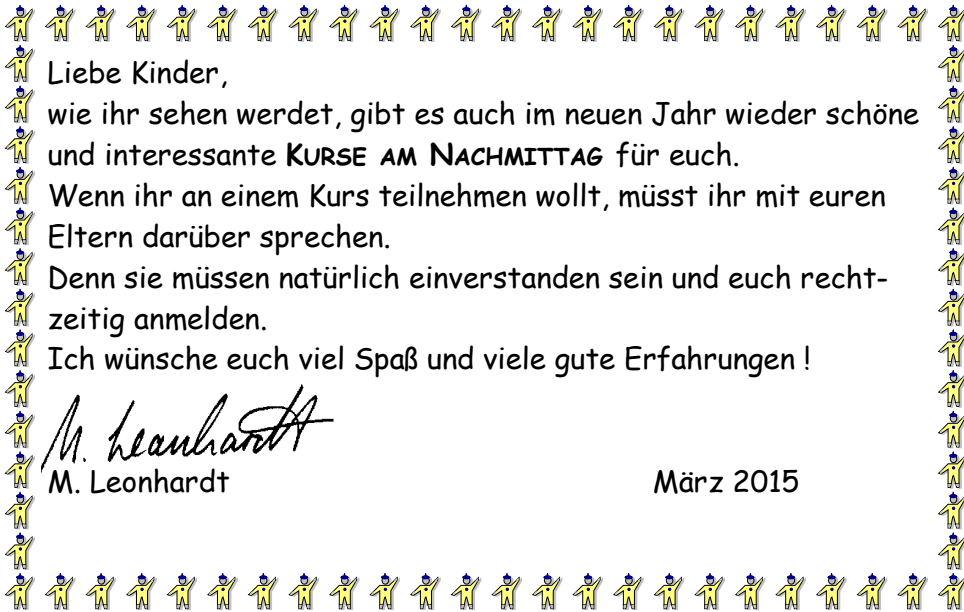 Liebe Kinder,
wie ihr sehen werdet, gibt es auch im neuen Jahr wieder schöne
und interessante KURSE AM NACHMITTAG für euch.
Wenn ihr an einem Kurs teilnehmen wollt, müsst ihr mit euren
Eltern darüber sprechen.
Denn sie müssen natürlich einverstanden sein und euch recht-
zeitig anmelden.
Ich wünsche euch viel Spaß und viele gute Erfahrungen !
M. Leonhardt
M. Leonhardt März 2015